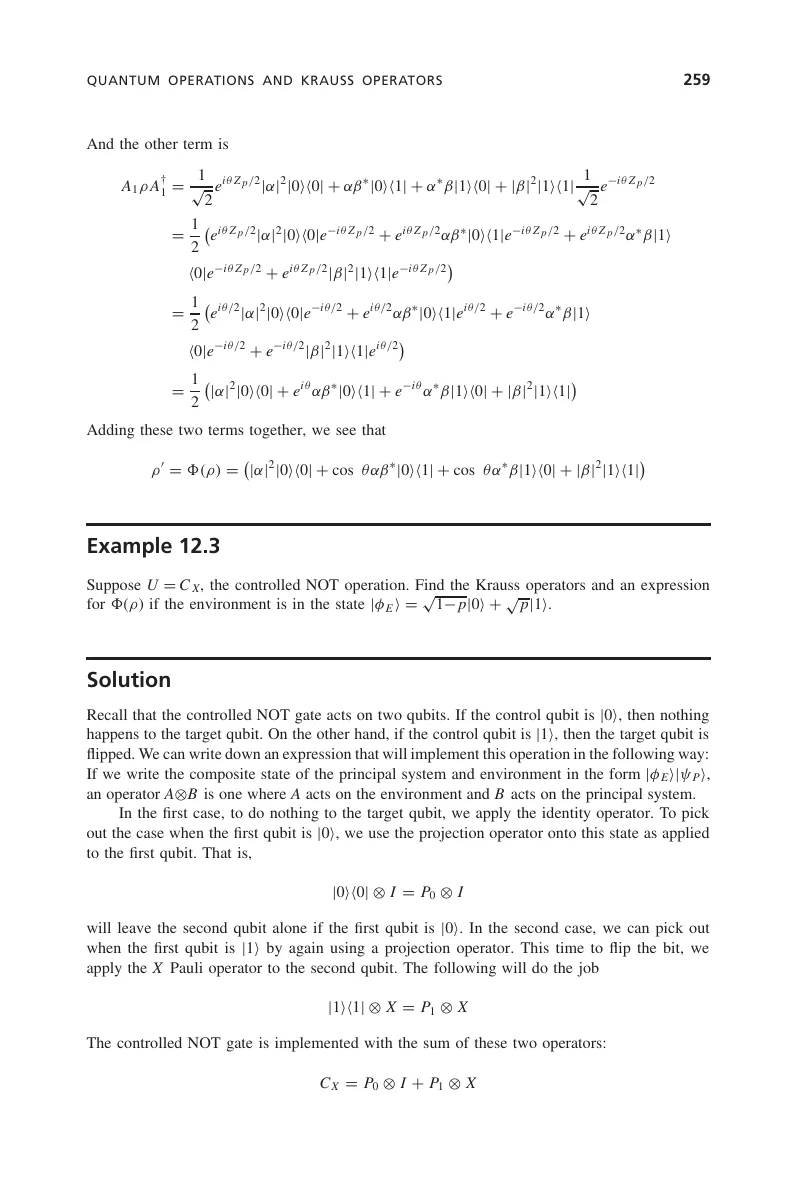 QUANTUM OPERATIONS AND KRAUSS OPERATORS 259
And the other term is
A₁ρA₁† = 1/√2 e^{iθZ_P/2}|α|²|0⟩⟨0| + αβ*|0⟩⟨1| + α*β|1⟩⟨0| + |β|²|1⟩⟨1| 1/√2 e^{−iθZ_P/2}
= 1/2 (e^{iθZ_P/2}|α|²|0⟩⟨0|e^{−iθZ_P/2} + e^{iθZ_P/2}αβ*|0⟩⟨1|e^{−iθZ_P/2} + e^{iθZ_P/2}α*β|1⟩
⟨0|e^{−iθZ_P/2} + e^{iθZ_P/2}|β|²|1⟩⟨1|e^{−iθZ_P/2})
= 1/2 (e^{iθ/2}|α|²|0⟩⟨0|e^{−iθ/2} + e^{iθ/2}αβ*|0⟩⟨1|e^{iθ/2} + e^{−iθ/2}α*β|1⟩
⟨0|e^{−iθ/2} + e^{−iθ/2}|β|²|1⟩⟨1|e^{iθ/2})
= 1/2 (|α|²|0⟩⟨0| + e^{iθ}αβ*|0⟩⟨1| + e^{−iθ}α*β|1⟩⟨0| + |β|²|1⟩⟨1|)
Adding these two terms together, we see that
ρ′ = Φ(ρ) = (|α|²|0⟩⟨0| + cos θαβ*|0⟩⟨1| + cos θα*β|1⟩⟨0| + |β|²|1⟩⟨1|)
Example 12.3
Suppose U = C_X, the controlled NOT operation. Find the Krauss operators and an expression
for Φ(ρ) if the environment is in the state |ϕ_E⟩ = √1−p|0⟩ + √p|1⟩.
Solution
Recall that the controlled NOT gate acts on two qubits. If the control qubit is |0⟩, then nothing
happens to the target qubit. On the other hand, if the control qubit is |1⟩, then the target qubit is
flipped. We can write down an expression that will implement this operation in the following way:
If we write the composite state of the principal system and environment in the form |ϕ_E⟩|ψ_P⟩,
an operator A⊗B is one where A acts on the environment and B acts on the principal system.
In the first case, to do nothing to the target qubit, we apply the identity operator. To pick
out the case when the first qubit is |0⟩, we use the projection operator onto this state as applied
to the first qubit. That is,
|0⟩⟨0| ⊗ I = P₀ ⊗ I
will leave the second qubit alone if the first qubit is |0⟩. In the second case, we can pick out
when the first qubit is |1⟩ by again using a projection operator. This time to flip the bit, we
apply the X Pauli operator to the second qubit. The following will do the job
|1⟩⟨1| ⊗ X = P₁ ⊗ X
The controlled NOT gate is implemented with the sum of these two operators:
C_X = P₀ ⊗ I + P₁ ⊗ X